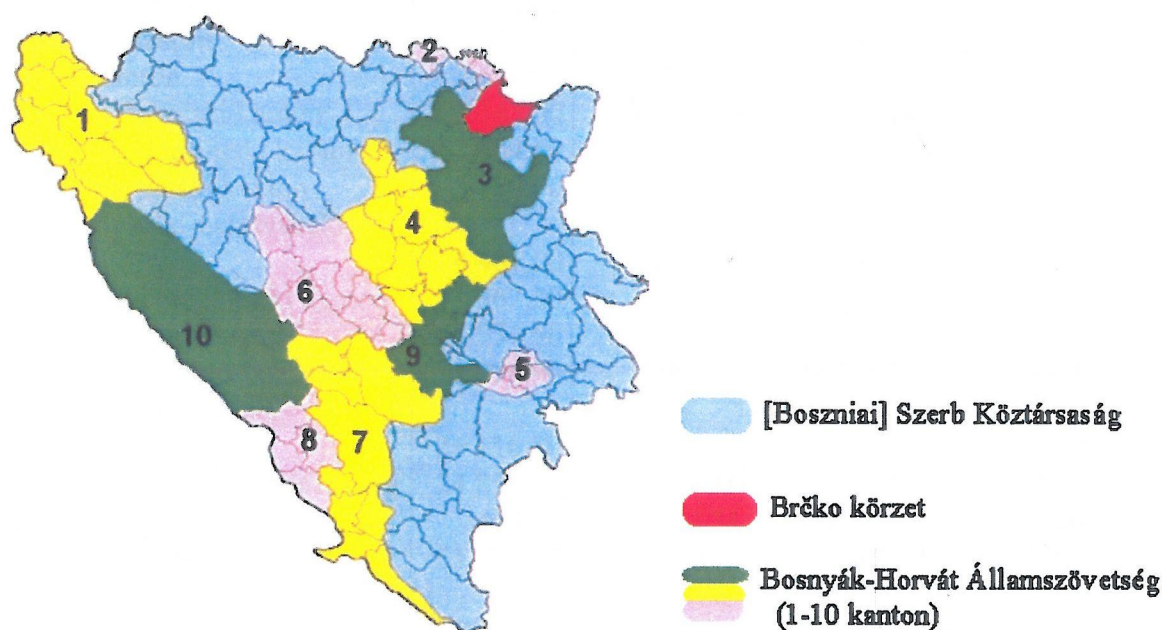 2
1
3
4
6
10
9
5
8
7
[Boszniai] Szerb Köztársaság
Brčko körzet
Bosnyák-Horvát Államszövetség
(1-10 kanton)